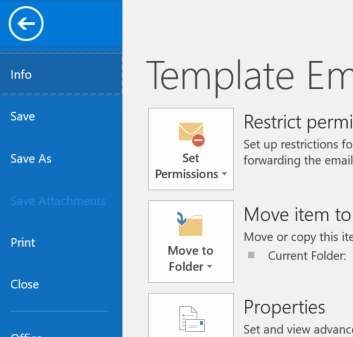 Info
Save
Save As
Save Attachments
Print
Close
Template Em
Set
Permissions
Restrict permi
Set up restrictions fo
forwarding the email
Move to
Folder
Move item to
Move or copy this ite
Current Folder:
Properties
Set and view advance